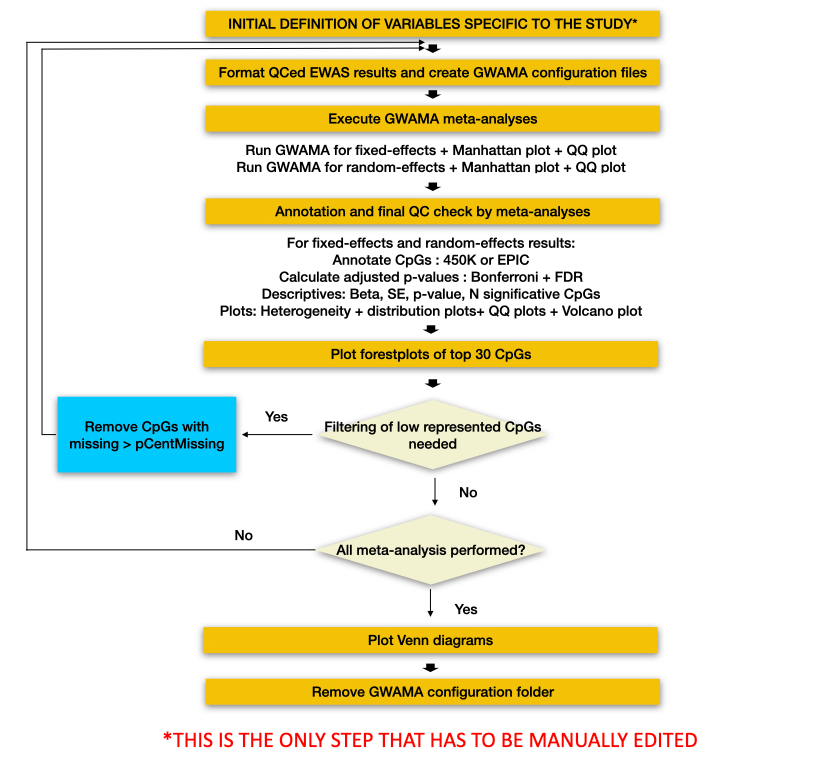 INITIAL DEFINITION OF VARIABLES SPECIFIC TO THE STUDY*
Format QCed EWAS results and create GWAMA configuration files
Execute GWAMA meta-analyses
Run GWAMA for fixed-effects + Manhattan plot + QQ plot
Run GWAMA for random-effects + Manhattan plot + QQ plot
Annotation and final QC check by meta-analyses
For fixed-effects and random-effects results:
Annotate CpGs : 450K or EPIC
Calculate adjusted p-values : Bonferroni + FDR
Descriptives: Beta, SE, p-value, N significative CpGs
Plots: Heterogeneity + distribution plots+ QQ plots + Volcano plot
Plot forestplots of top 30 CpGs
Filtering of low represented CpGs
needed
Yes
Remove CpGs with
missing > pCentMissing
No
All meta-analysis performed?
No
Yes
Plot Venn diagrams
Remove GWAMA configuration folder
*THIS IS THE ONLY STEP THAT HAS TO BE MANUALLY EDITED